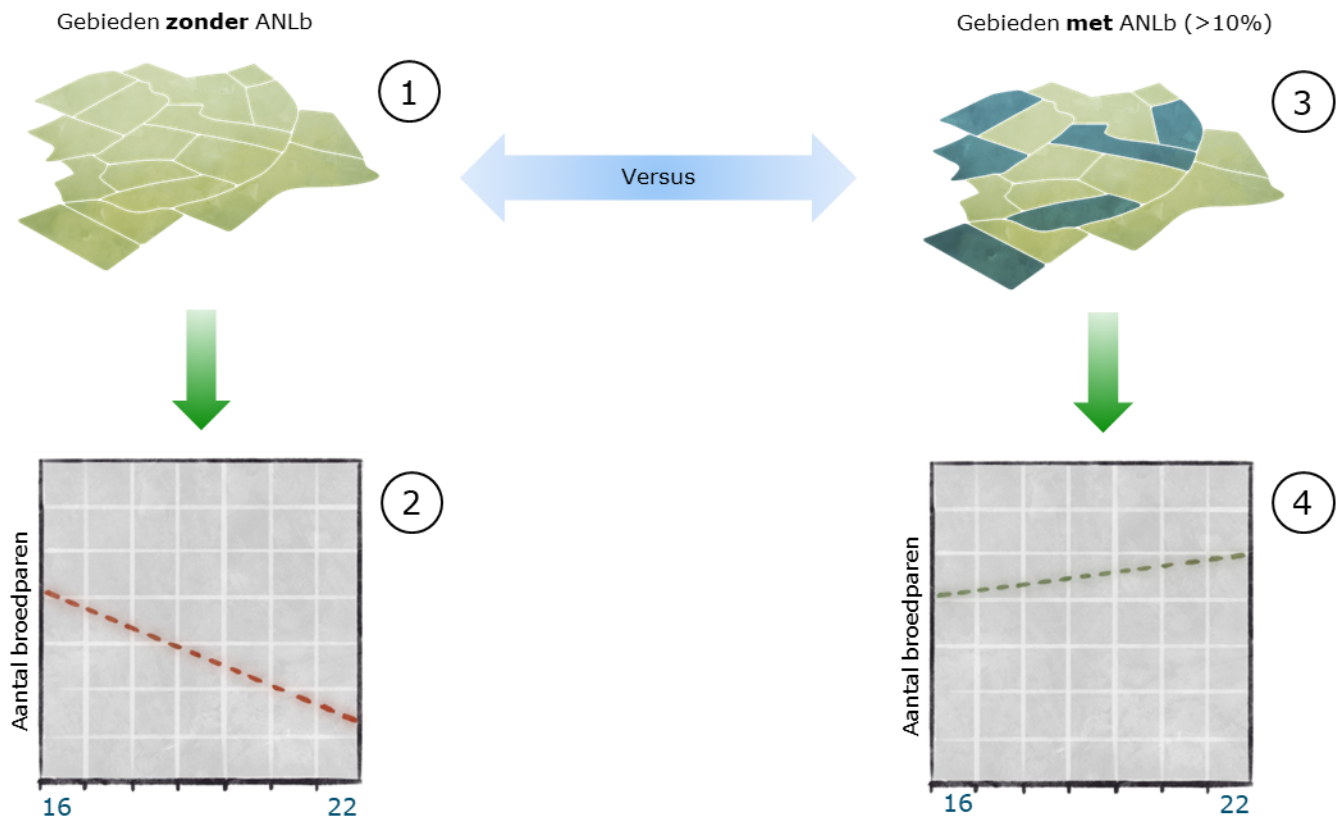 Gebieden zonder ANLb
1
Versus
Gebieden met ANLb (>10%)
3
2
Aantal broedparen
16
22
4
Aantal broedparen
16
22